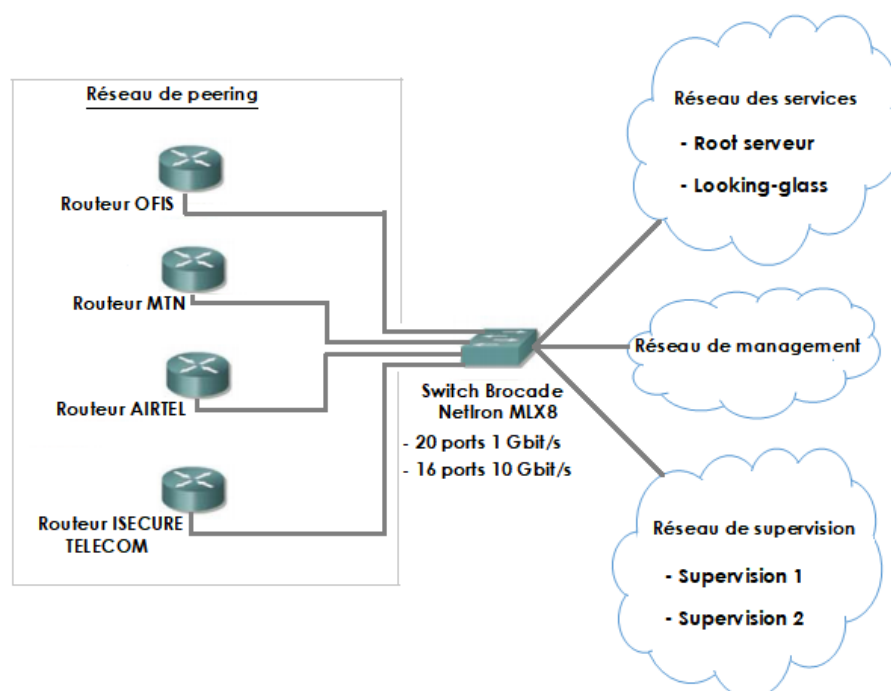 Réseau de peering
Routeur OFIS
Routeur MTN
Routeur AIRTEL
Routeur ISECURE
TELECOM
Switch Brocade
NetIron MLX8
- 20 ports 1 Gbit/s
- 16 ports 10 Gbit/s
Réseau des services
- Root serveur
- Looking-glass
Réseau de management
Réseau de supervision
- Supervision 1
- Supervision 2